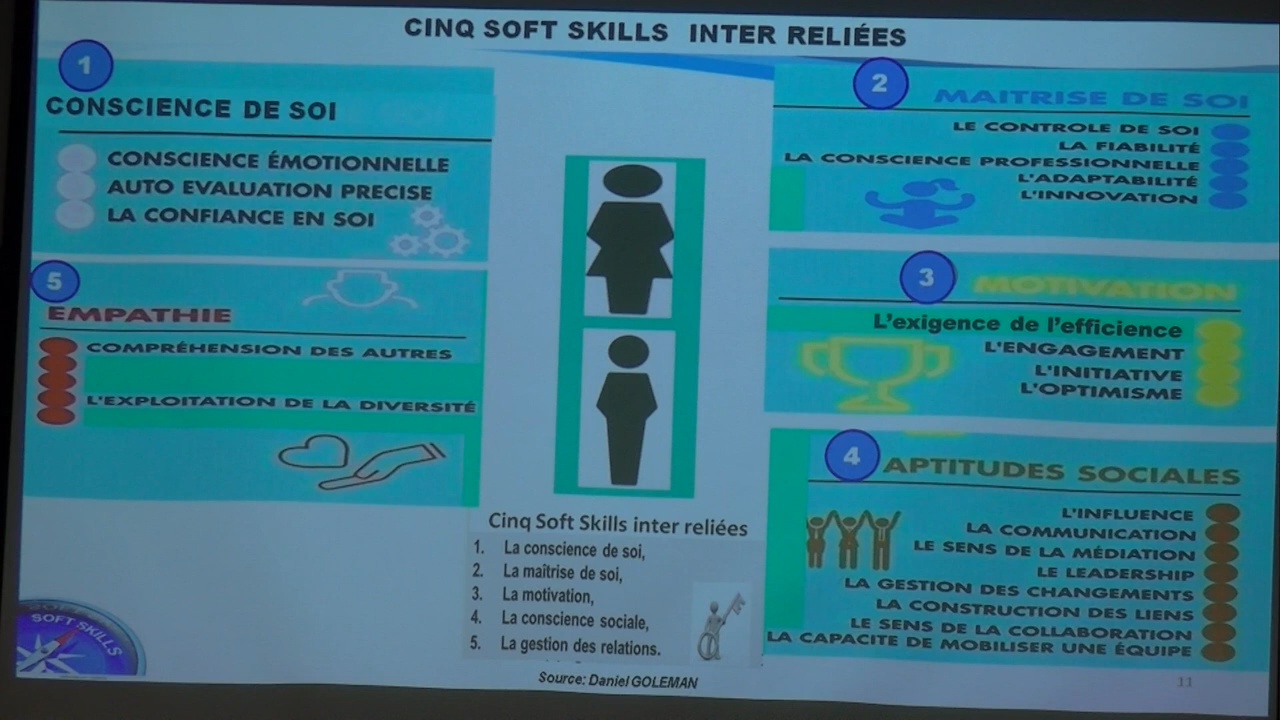 CINQ SOFT SKILLS INTER RELIÉES
1
CONSCIENCE DE SOI
CONSCIENCE ÉMOTIONNELLE
AUTO EVALUATION PRECISE
LA CONFIANCE EN SOI
2
MAITRISE DE SOI
LE CONTROLE DE SOI
LA FIABILITÉ
LA CONSCIENCE PROFESSIONNELLE
L'ADAPTABILITÉ
L'INNOVATION
3
MOTIVATION
L'exigence de l'efficience
L'ENGAGEMENT
L'INITIATIVE
L'OPTIMISME
4
APTITUDES SOCIALES
L'INFLUENCE
LA COMMUNICATION
LE SENS DE LA MÉDIATION
LE LEADERSHIP
LA GESTION DES CHANGEMENTS
LA CONSTRUCTION DES LIENS
LE SENS DE LA COLLABORATION
LA CAPACITE DE MOBILISER UNE ÉQUIPE
5
EMPATHIE
COMPRÉHENSION DES AUTRES
L'EXPLOITATION DE LA DIVERSITÉ
Cinq Soft Skills inter reliées
1. La conscience de soi,
2. La maîtrise de soi,
3. La motivation,
4. La conscience sociale,
5. La gestion des relations.
Source: Daniel GOLEMAN
SOFT SKILLS
11